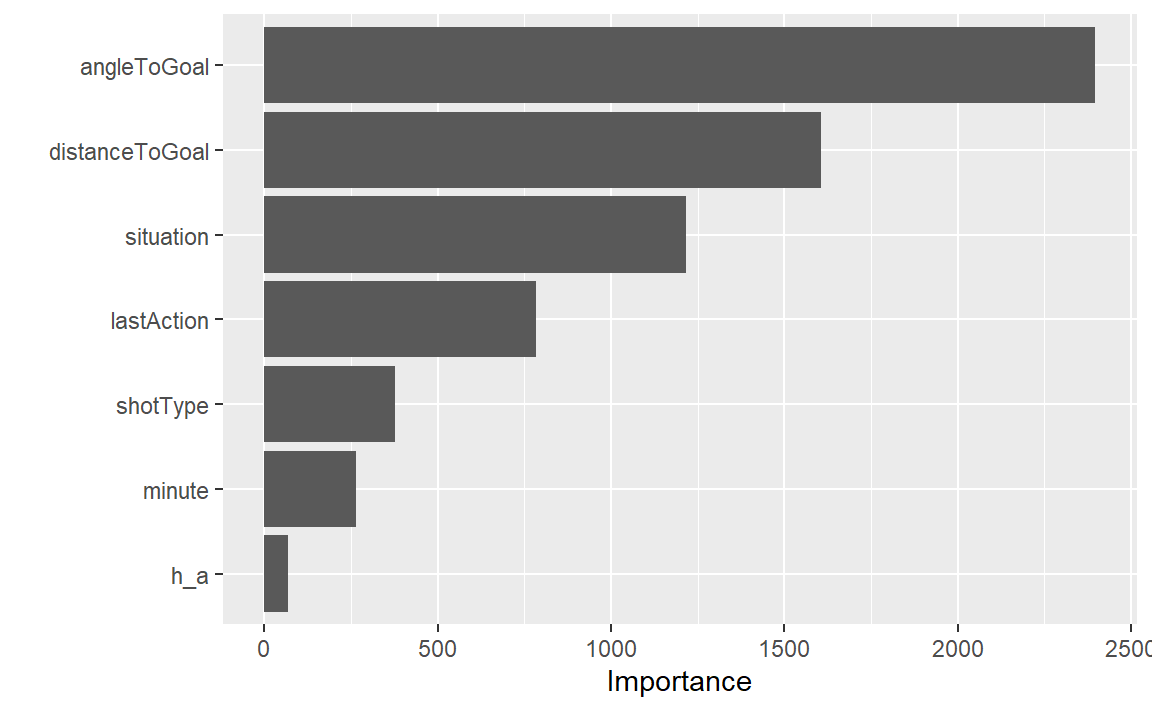 angleToGoal
distanceToGoal
situation
lastAction
shotType
minute
h_a
0 500 1000 1500 2000 2500
Importance